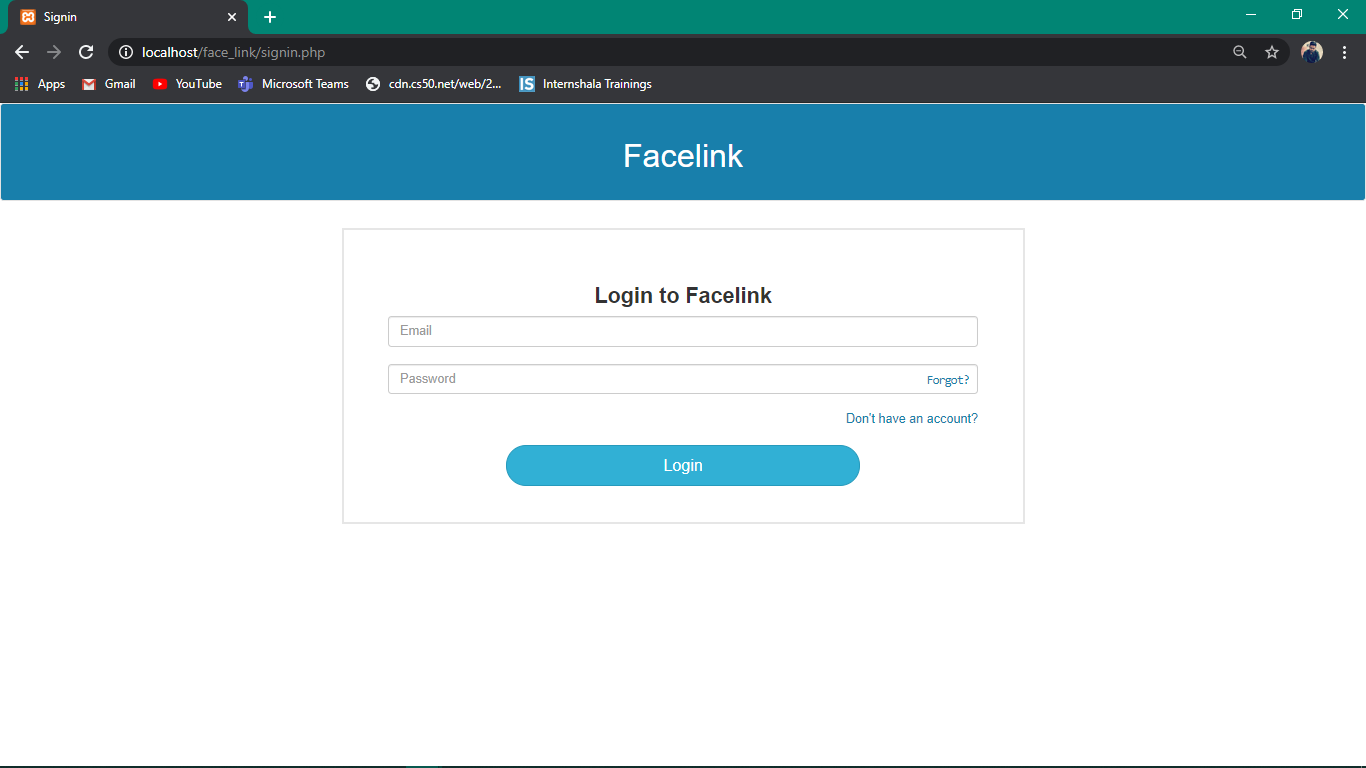 Signin
localhost/face_link/signin.php
Apps Gmail YouTube Microsoft Teams cdn.cs50.net/web/2... IS Internshala Trainings
Facelink
Login to Facelink
Email
Password Forgot?
Don't have an account?
Login